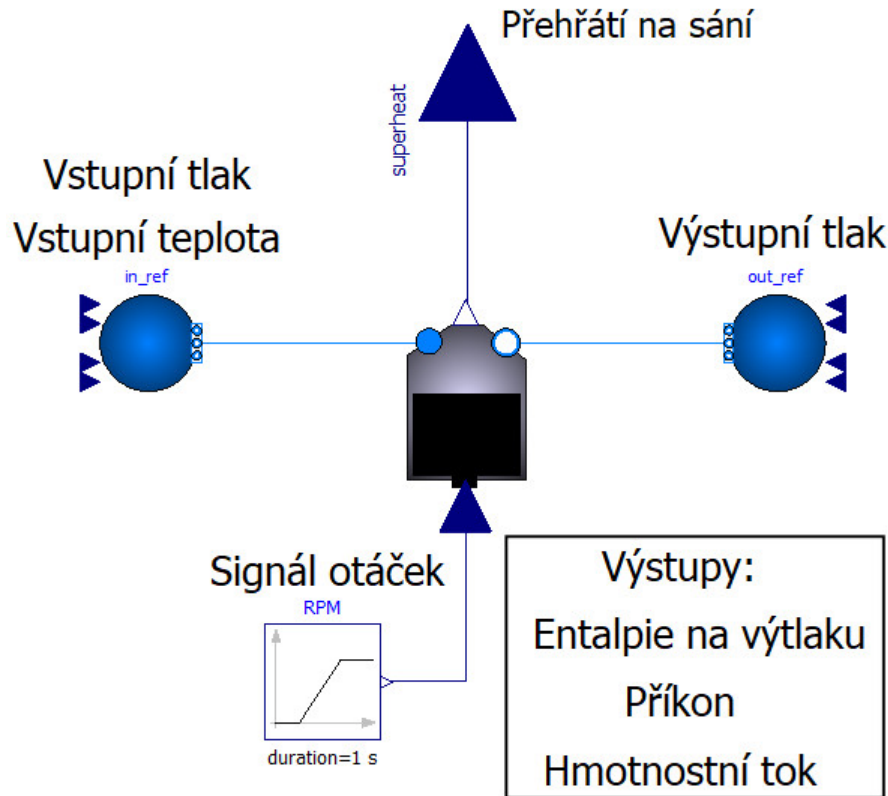 Přehřátí na sání
superheat
Vstupní tlak
Vstupní teplota
in_ref
Výstupní tlak
out_ref
Signál otáček
RPM
duration=1 s
Výstupy:
Entalpie na výtlaku
Příkon
Hmotnostní tok